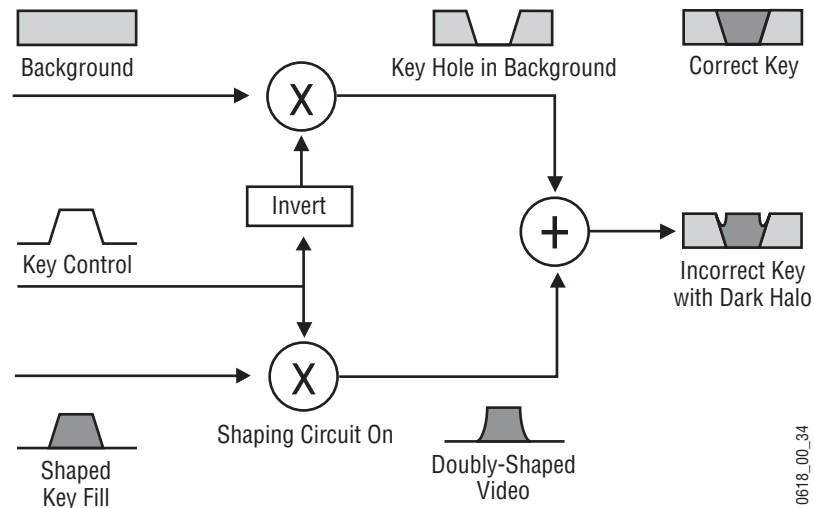 Background
Key Hole in Background
Correct Key
X
Invert
Key Control
+
Incorrect Key
with Dark Halo
X
Shaping Circuit On
Shaped
Key Fill
Doubly-Shaped
Video
0618_00_34